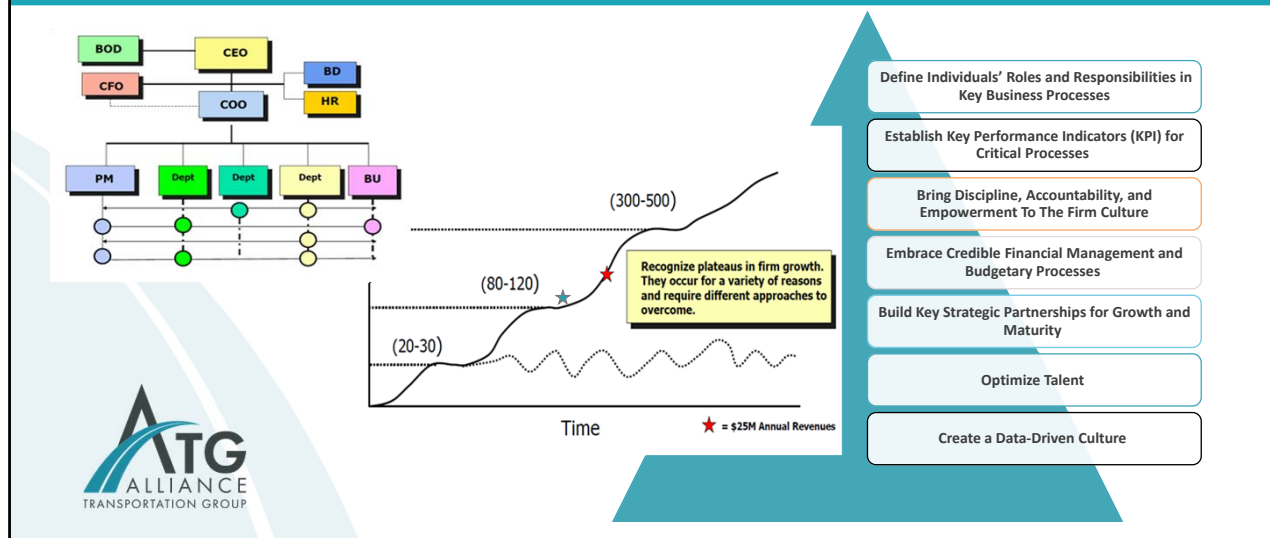 BOD
CEO
CFO
COO
BD
HR
PM
Dept
Dept
Dept
BU
(300-500)
(80-120)
(20-30)
Recognize plateaus in firm growth.
They occur for a variety of reasons
and require different approaches to
overcome.
Time
= $25M Annual Revenues
ATG
ALLIANCE
TRANSPORTATION GROUP
Define Individuals’ Roles and Responsibilities in
Key Business Processes
Establish Key Performance Indicators (KPI) for
Critical Processes
Bring Discipline, Accountability, and
Empowerment To The Firm Culture
Embrace Credible Financial Management and
Budgetary Processes
Build Key Strategic Partnerships for Growth and
Maturity
Optimize Talent
Create a Data-Driven Culture